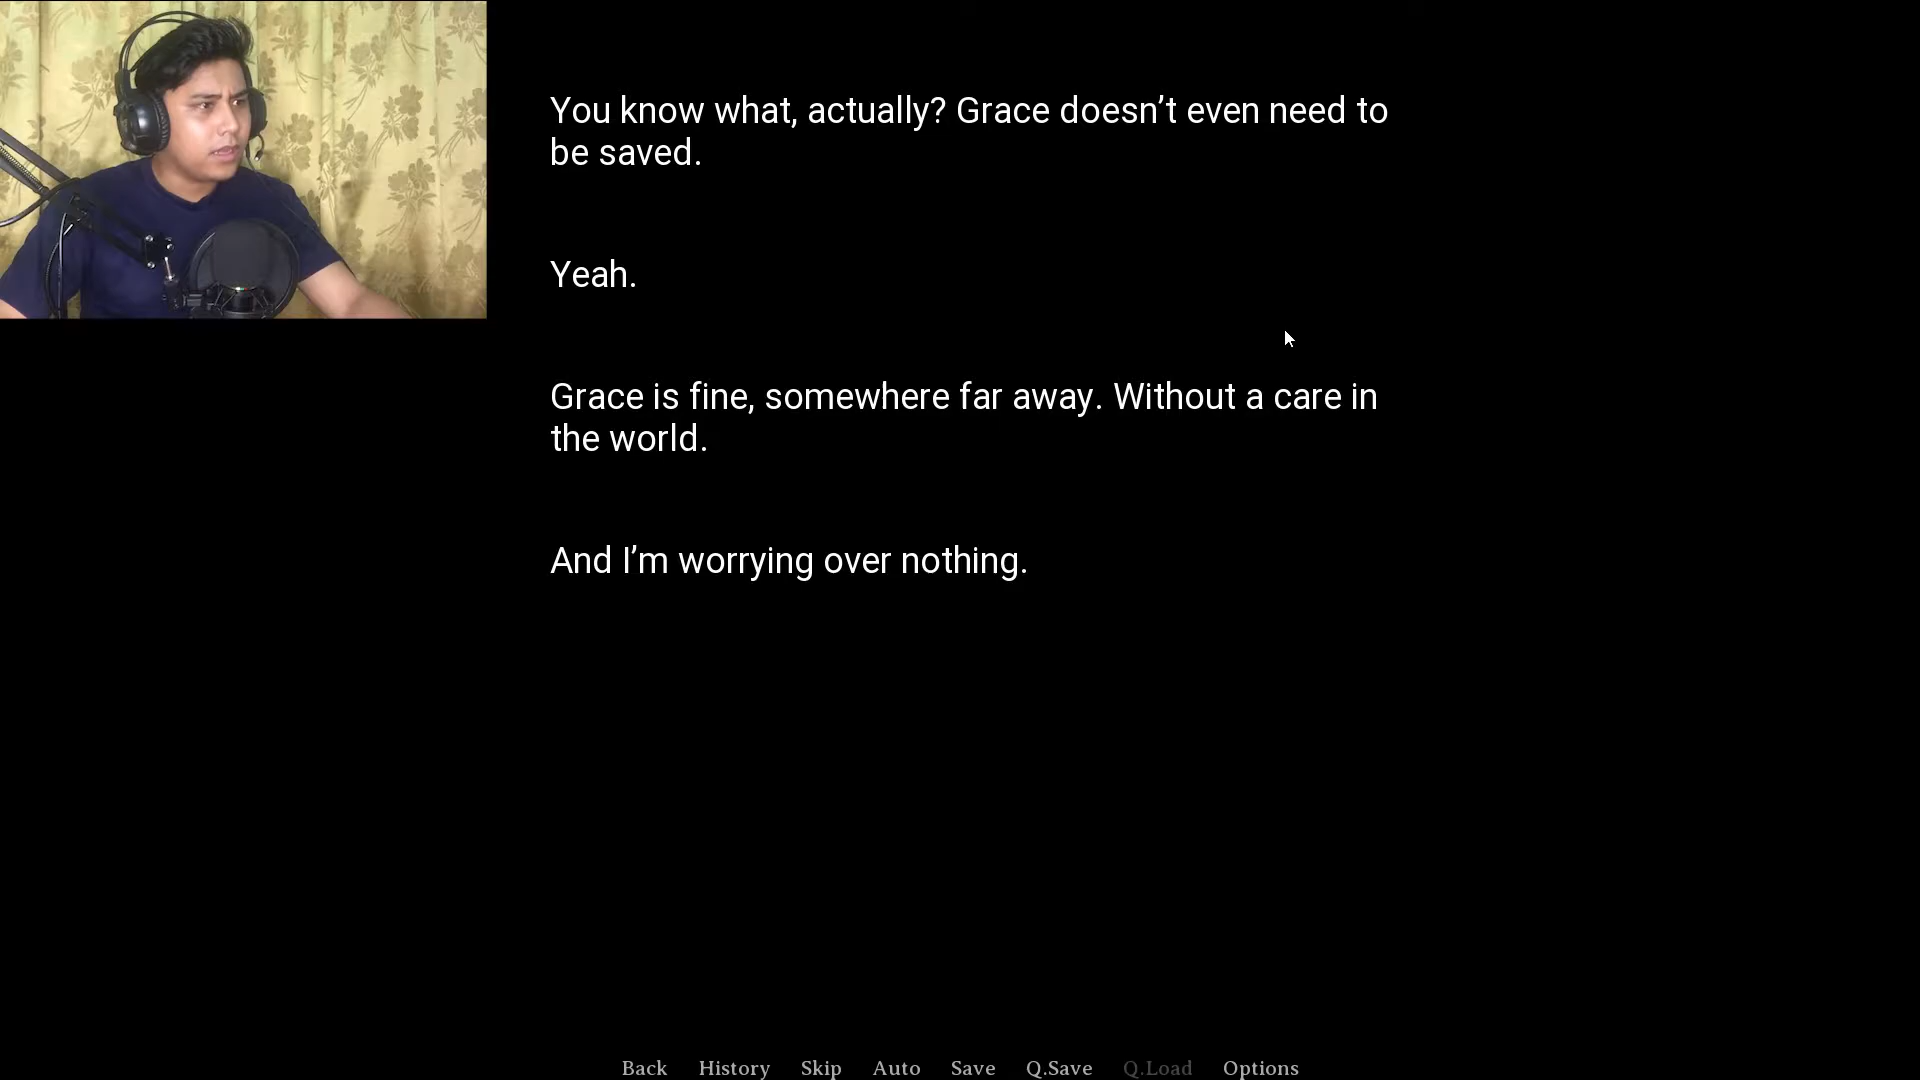 You know what, actually? Grace doesn’t even need to
be saved.
Yeah.
Grace is fine, somewhere far away. Without a care in
the world.
And I’m worrying over nothing.
Back History Skip Auto Save Q.Save Q.Load Options